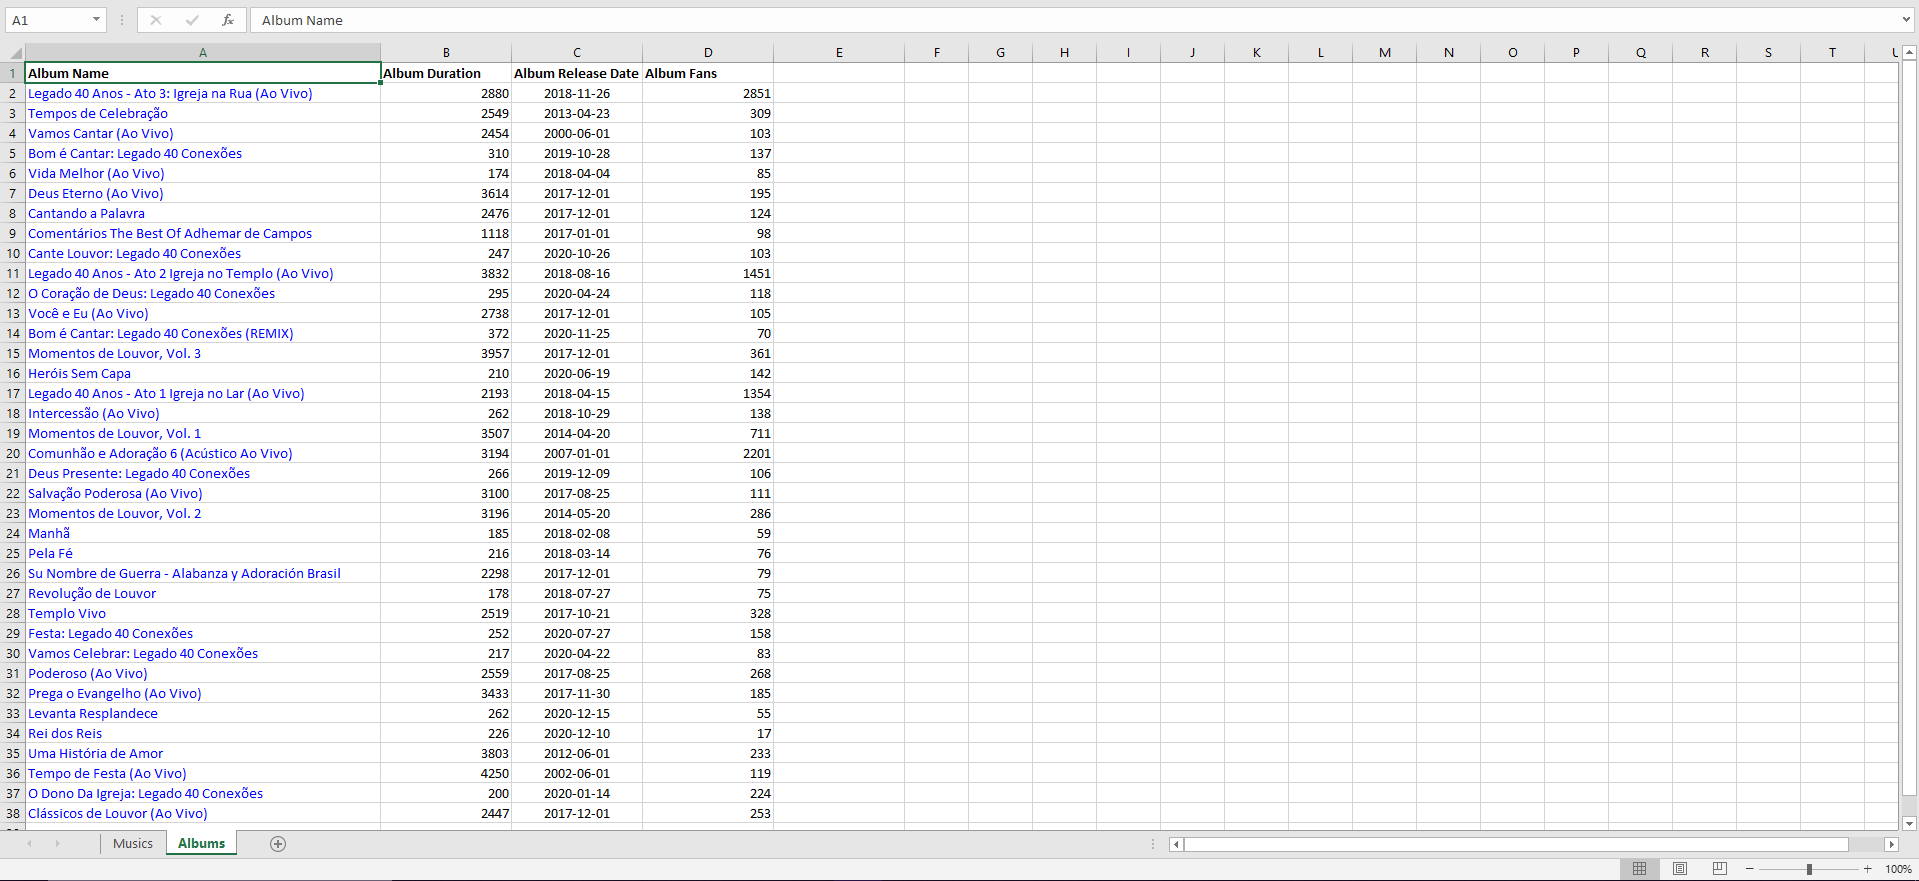 A1 fx Album Name
A B C D E F G H I J K L M N O P Q R S T U
1 Album Name Album Duration Album Release Date Album Fans
2 Legado 40 Anos - Ato 3: Igreja na Rua (Ao Vivo) 2880 2018-11-26 2851
3 Tempos de Celebração 2549 2013-04-23 309
4 Vamos Cantar (Ao Vivo) 2454 2000-06-01 103
5 Bom é Cantar: Legado 40 Conexões 310 2019-10-28 137
6 Vida Melhor (Ao Vivo) 174 2018-04-04 85
7 Deus Eterno (Ao Vivo) 3614 2017-12-01 195
8 Cantando a Palavra 2476 2017-12-01 124
9 Comentários The Best Of Adhemar de Campos 1118 2017-01-01 98
10 Cante Louvor: Legado 40 Conexões 247 2020-10-26 103
11 Legado 40 Anos - Ato 2 Igreja no Templo (Ao Vivo) 3832 2018-08-16 1451
12 O Coração de Deus: Legado 40 Conexões 295 2020-04-24 118
13 Você e Eu (Ao Vivo) 2738 2017-12-01 105
14 Bom é Cantar: Legado 40 Conexões (REMIX) 372 2020-11-25 70
15 Momentos de Louvor, Vol. 3 3957 2017-12-01 361
16 Heróis Sem Capa 210 2020-06-19 142
17 Legado 40 Anos - Ato 1 Igreja no Lar (Ao Vivo) 2193 2018-04-15 1354
18 Intercessão (Ao Vivo) 262 2018-10-29 138
19 Momentos de Louvor, Vol. 1 3507 2014-04-20 711
20 Comunhão e Adoração 6 (Acústico Ao Vivo) 3194 2007-01-01 2201
21 Deus Presente: Legado 40 Conexões 266 2019-12-09 106
22 Salvação Poderosa (Ao Vivo) 3100 2017-08-25 111
23 Momentos de Louvor, Vol. 2 3196 2014-05-20 286
24 Manhã 185 2018-02-08 59
25 Pela Fé 216 2018-03-14 76
26 Su Nombre de Guerra - Alabanza y Adoración Brasil 2298 2017-12-01 79
27 Revolução de Louvor 178 2018-07-27 75
28 Templo Vivo 2519 2017-10-21 328
29 Festa: Legado 40 Conexões 252 2020-07-27 158
30 Vamos Celebrar: Legado 40 Conexões 217 2020-04-22 83
31 Poderoso (Ao Vivo) 2559 2017-08-25 268
32 Prega o Evangelho (Ao Vivo) 3433 2017-11-30 185
33 Levanta Resplandece 262 2020-12-15 55
34 Rei dos Reis 226 2020-12-10 17
35 Uma História de Amor 3803 2012-06-01 233
36 Tempo de Festa (Ao Vivo) 4250 2002-06-01 119
37 O Dono Da Igreja: Legado 40 Conexões 200 2020-01-14 224
38 Clássicos de Louvor (Ao Vivo) 2447 2017-12-01 253
Musics Albums
100%